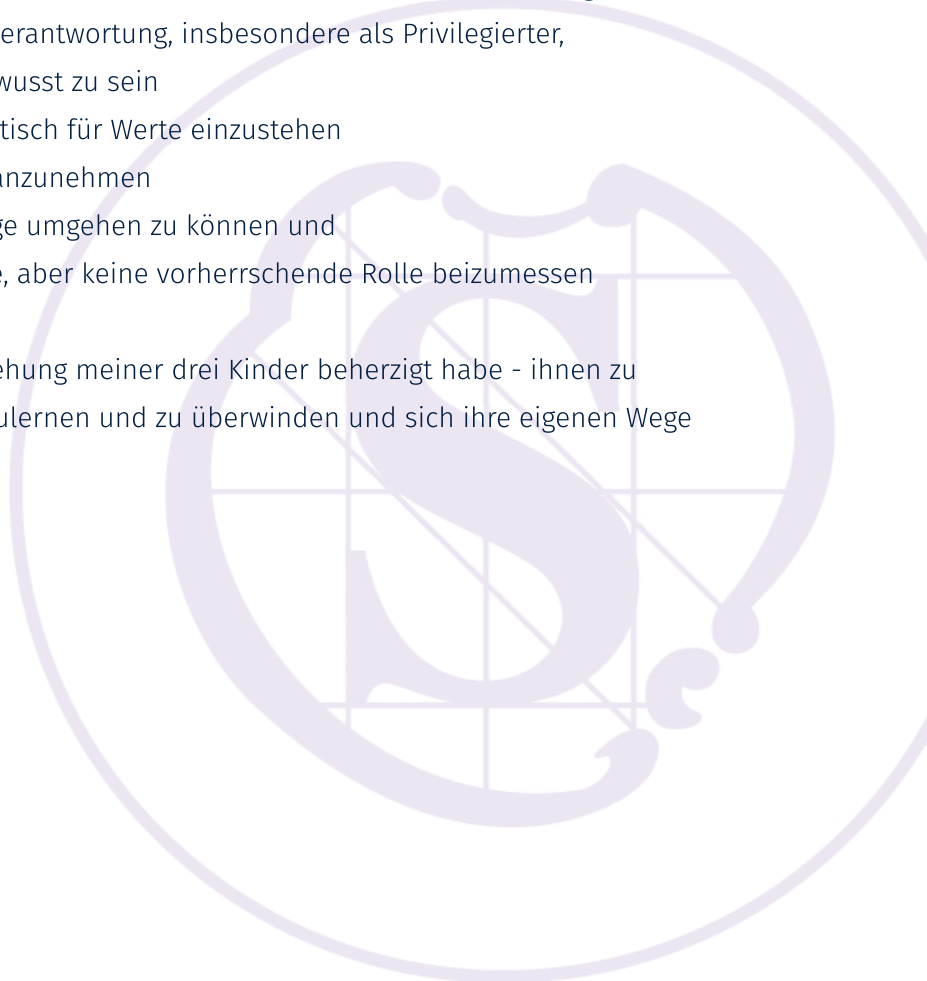 erantwortung, insbesondere als Privilegierter,
wusst zu sein
tisch für Werte einzustehen
anzunehmen
ge umgehen zu können und
e, aber keine vorherrschende Rolle beizumessen
ehung meiner drei Kinder beherzigt habe - ihnen zu
ulernen und zu überwinden und sich ihre eigenen Wege
S